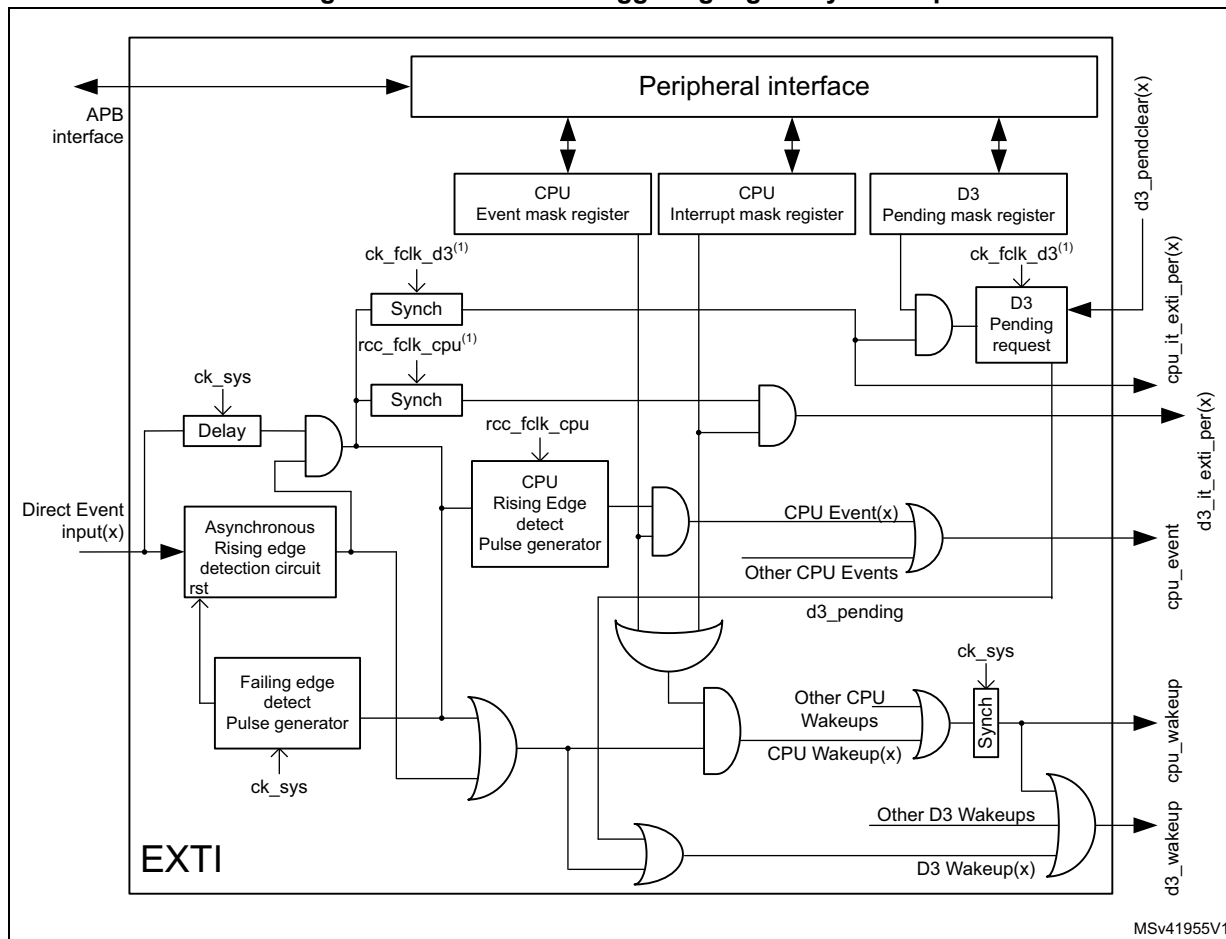 Peripheral interface
APB
interface
d3_pendclear(x)
CPU
Event mask register
CPU
Interrupt mask register
D3
Pending mask register
ck_fclk_d3(1)
Synch
ck_fclk_d3(1)
D3
Pending
request
cpu_it_exti_per(x)
rcc_fclk_cpu(1)
Synch
ck_sys
Delay
d3_it_exti_per(x)
rcc_fclk_cpu
CPU
Rising Edge
detect
Pulse generator
Direct Event
input(x)
Asynchronous
Rising edge
detection circuit
rst
CPU Event(x)
Other CPU Events
cpu_event
d3_pending
Failing edge
detect
Pulse generator
ck_sys
ck_sys
Other CPU
Wakeups
Synch
CPU Wakeup(x)
cpu_wakeup
Other D3 Wakeups
D3 Wakeup(x)
d3_wakeup
EXTI
MSv41955V1